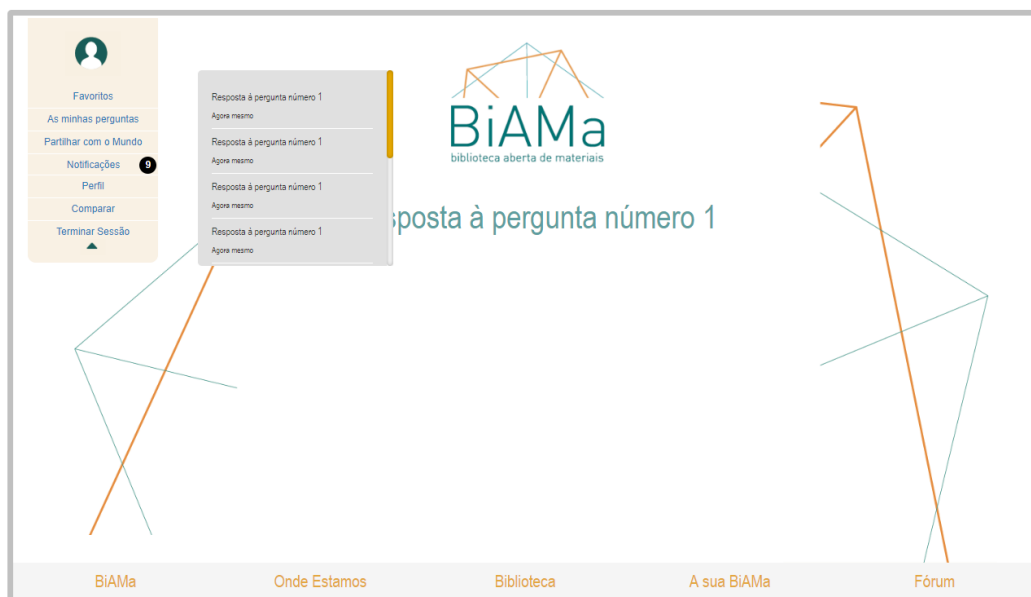 Favoritos
As minhas perguntas
Partilhar com o Mundo
Notificações 9
Perfil
Comparar
Terminar Sessão
Resposta á pergunta número 1
Agora mesmo
Resposta á pergunta número 1
Agora mesmo
Resposta á pergunta número 1
Agora mesmo
Resposta á pergunta número 1
Agora mesmo
BiAMa
biblioteca aberta de materiais
sposta à pergunta número 1
BiAMa Onde Estamos Biblioteca A sua BiAMa Fórum